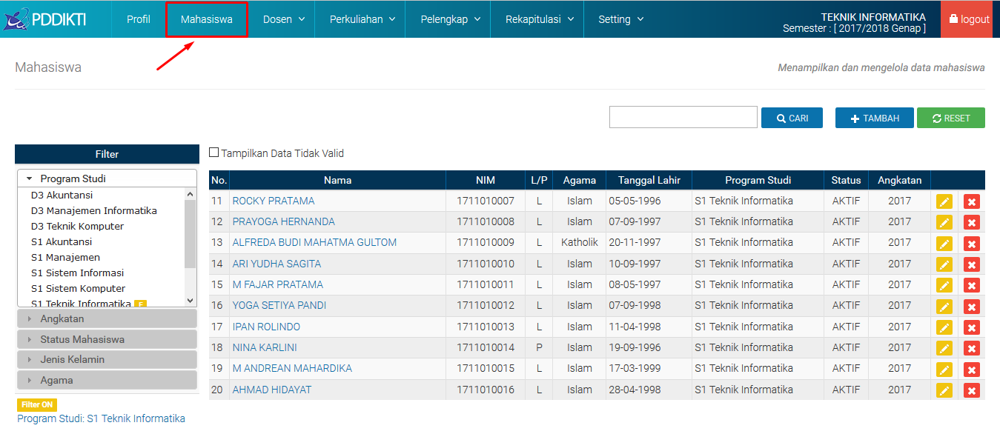 PDDIKTI Profil Mahasiswa Dosen Perkuliahan Pelengkap Rekapitulasi Setting TEKNIK INFORMATIKA logout
Semester : [ 2017/2018 Genap ]
Mahasiswa Menampilkan dan mengelola data mahasiswa
CARI TAMBAH RESET
Filter
Program Studi
D3 Akuntansi
D3 Manajemen Informatika
D3 Teknik Komputer
S1 Akuntansi
S1 Manajemen
S1 Sistem Informasi
S1 Sistem Komputer
S1 Teknik Informatika F
Angkatan
Status Mahasiswa
Jenis Kelamin
Agama
Filter ON
Program Studi: S1 Teknik Informatika
Tampilkan Data Tidak Valid
No. Nama NIM L/P Agama Tanggal Lahir Program Studi Status Angkatan
11 ROCKY PRATAMA 1711010007 L Islam 05-05-1996 S1 Teknik Informatika AKTIF 2017
12 PRAYOGA HERNANDA 1711010008 L Islam 07-09-1997 S1 Teknik Informatika AKTIF 2017
13 ALFREDA BUDI MAHATMA GULTOM 1711010009 L Katholik 20-11-1997 S1 Teknik Informatika AKTIF 2017
14 ARI YUDHA SAGITA 1711010010 L Islam 10-09-1997 S1 Teknik Informatika AKTIF 2017
15 M FAJAR PRATAMA 1711010011 L Islam 08-05-1997 S1 Teknik Informatika AKTIF 2017
16 YOGA SETIYA PANDI 1711010012 L Islam 07-09-1998 S1 Teknik Informatika AKTIF 2017
17 IPAN ROLINDO 1711010013 L Islam 11-04-1998 S1 Teknik Informatika AKTIF 2017
18 NINA KARLINI 1711010014 P Islam 19-09-1996 S1 Teknik Informatika AKTIF 2017
19 M ANDREAN MAHARDIKA 1711010015 L Islam 17-03-1999 S1 Teknik Informatika AKTIF 2017
20 AHMAD HIDAYAT 1711010016 L Islam 28-04-1998 S1 Teknik Informatika AKTIF 2017